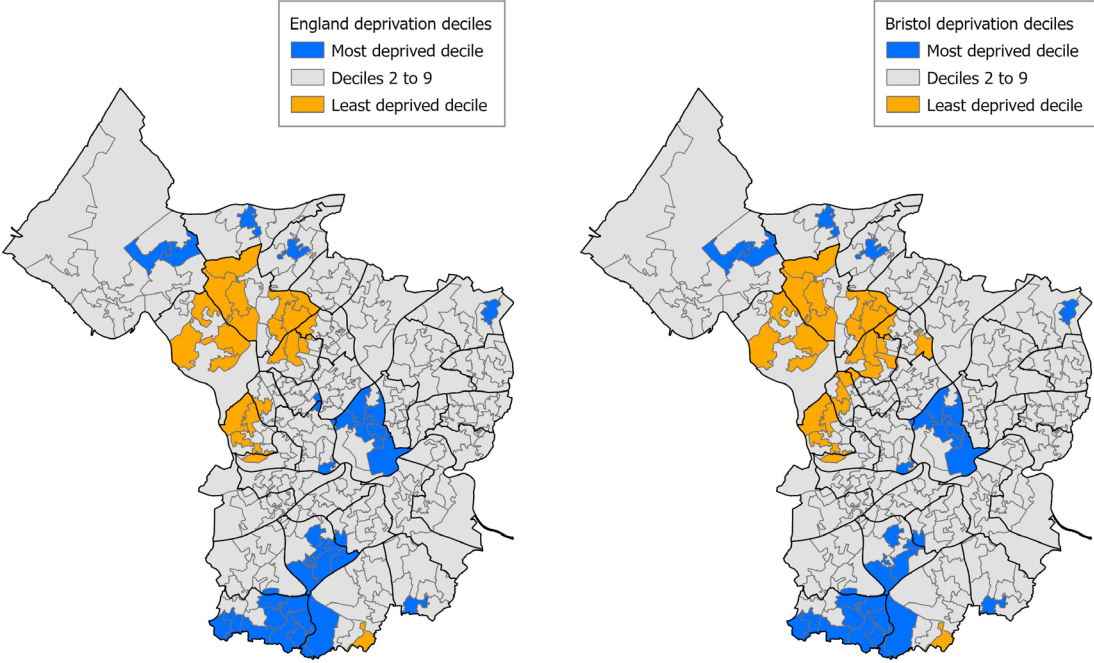 England deprivation deciles
Most deprived decile
Deciles 2 to 9
Least deprived decile
Bristol deprivation deciles
Most deprived decile
Deciles 2 to 9
Least deprived decile